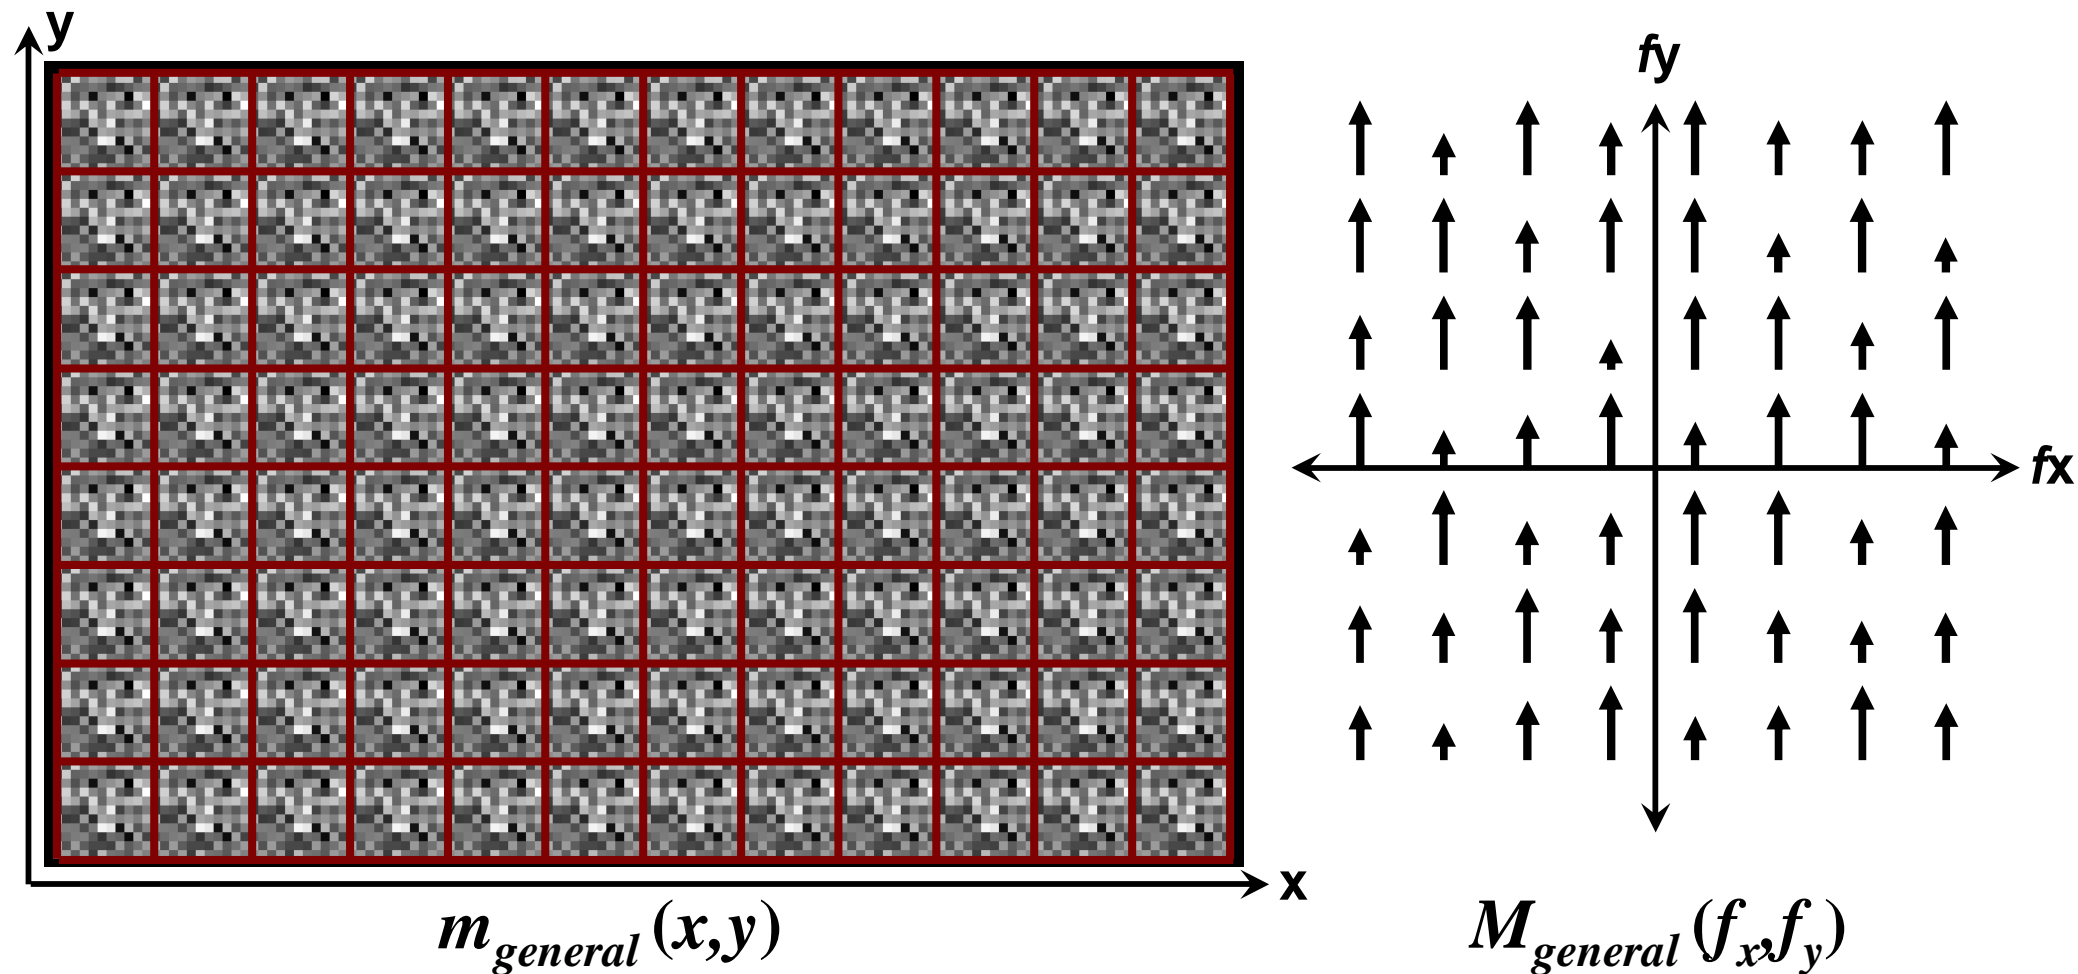 y
x
m_general (x,y)
fy
fx
M_general (f_x,f_y)